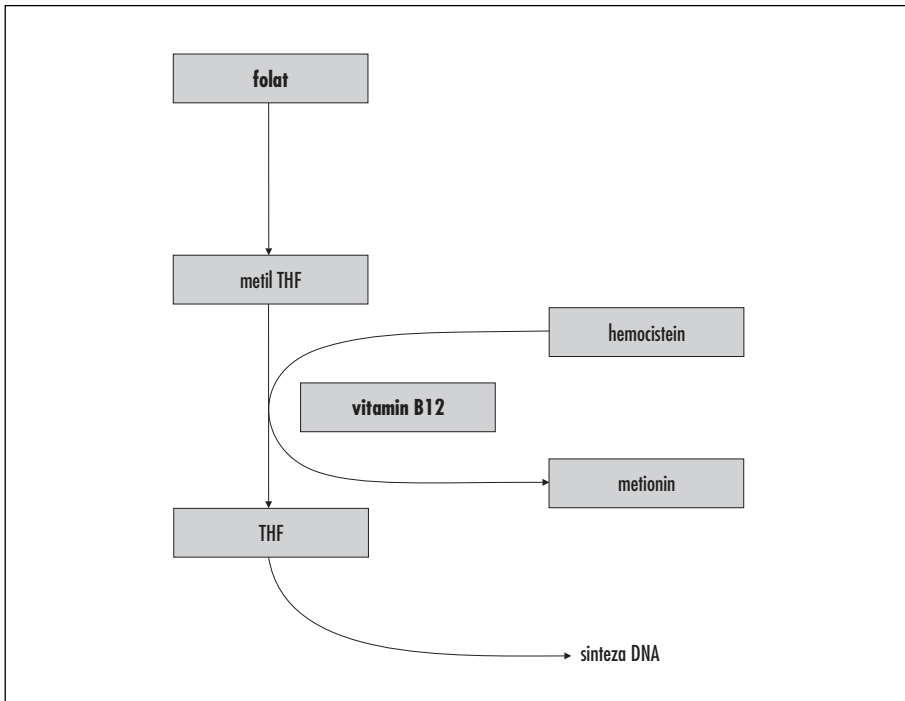 folat
metil THF
hemocistein
vitamin B12
metionin
THF
sinteza DNA